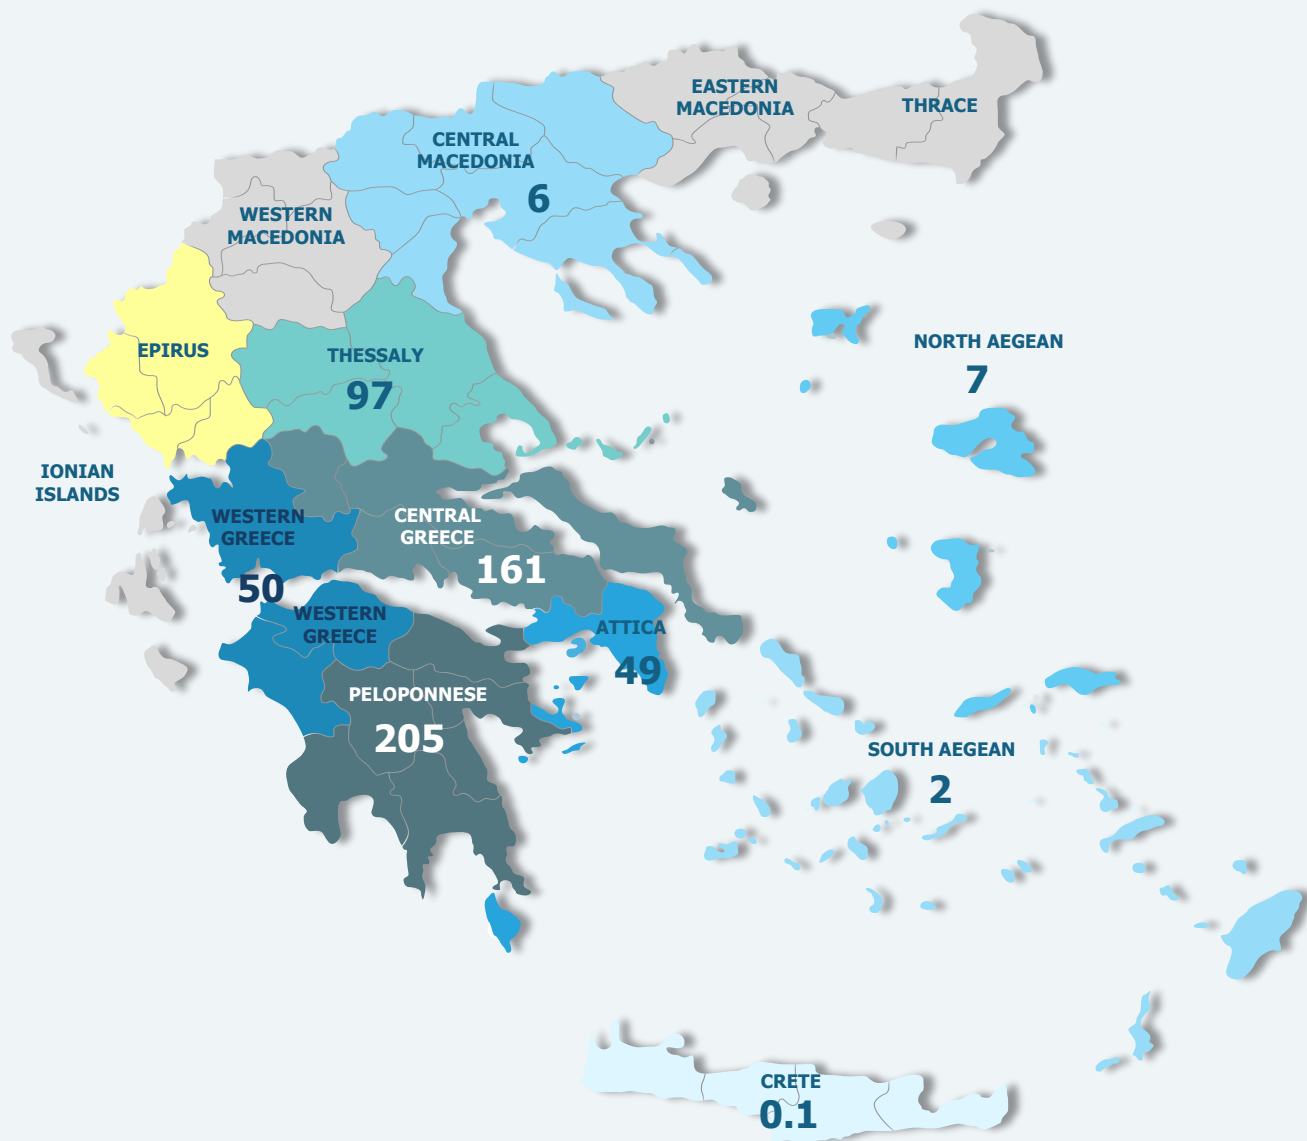 EASTERN
MACEDONIA
THRACE
CENTRAL
MACEDONIA
6
WESTERN
MACEDONIA
EPIRUS
THESSALY
97
NORTH AEGEAN
7
IONIAN
ISLANDS
WESTERN
GREECE
50
CENTRAL
GREECE
161
WESTERN
GREECE
ATTICA
49
PELOPONNESE
205
SOUTH AEGEAN
2
CRETE
0.1